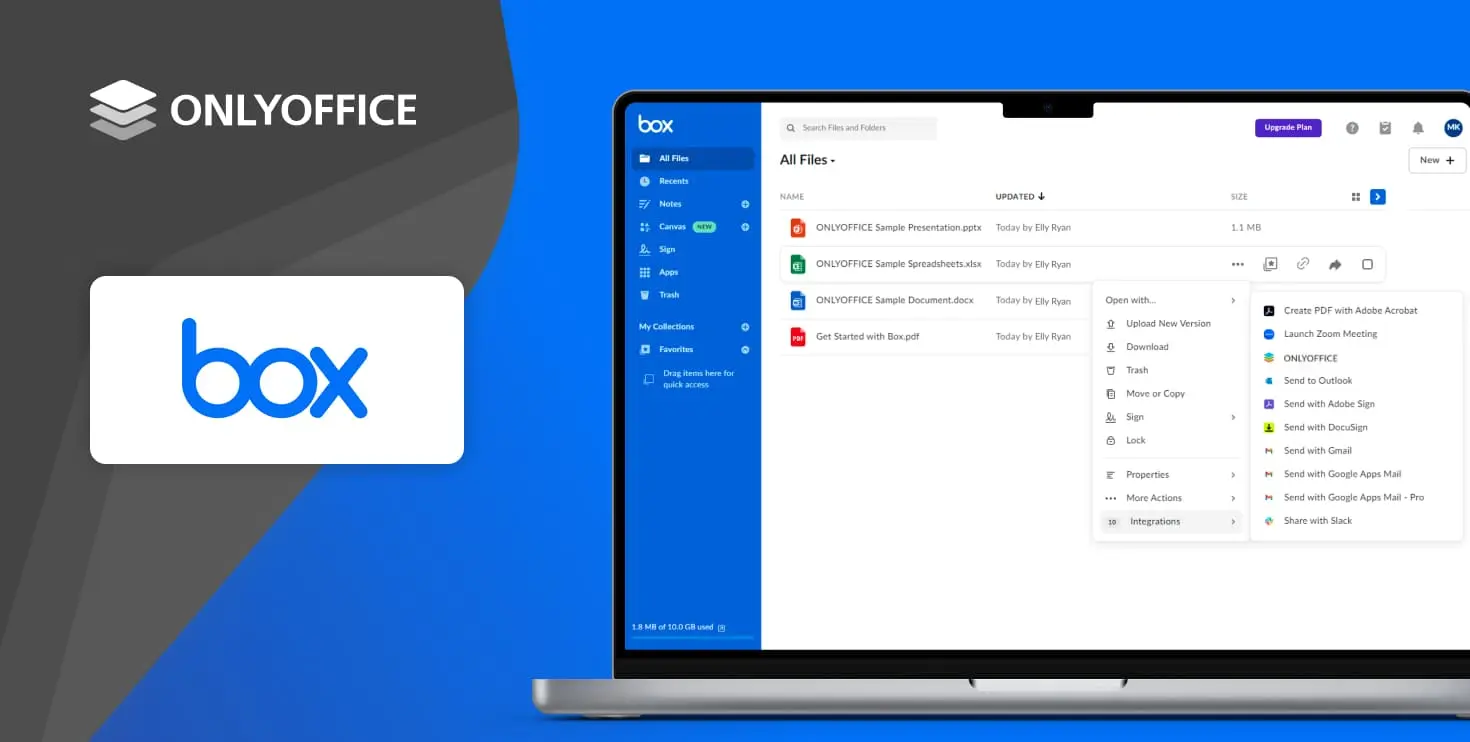 ONLYOFFICE
box
box
Search Files and Folders
Upgrade Plan
?
MK
All Files
All Files
New +
Recents
Notes
Canvas NEW
Sign
Apps
Trash
My Collections
Favorites
Drag items here for
quick access
1.8 MB of 10.0 GB used
NAME UPDATED SIZE
ONLYOFFICE Sample Presentation.pptx Today by Elly Ryan 1.1 MB
ONLYOFFICE Sample Spreadsheets.xlsx Today by Elly Ryan
ONLYOFFICE Sample Document.docx Today by Elly Ryan
PDF Get Started with Box.pdf Today by Elly Ryan
Open with...
Upload New Version
Download
Trash
Move or Copy
Sign
Lock
Properties
More Actions
10 Integrations
Create PDF with Adobe Acrobat
Launch Zoom Meeting
ONLYOFFICE
Send to Outlook
Send with Adobe Sign
Send with DocuSign
Send with Gmail
Send with Google Apps Mail
Send with Google Apps Mail - Pro
Share with Slack